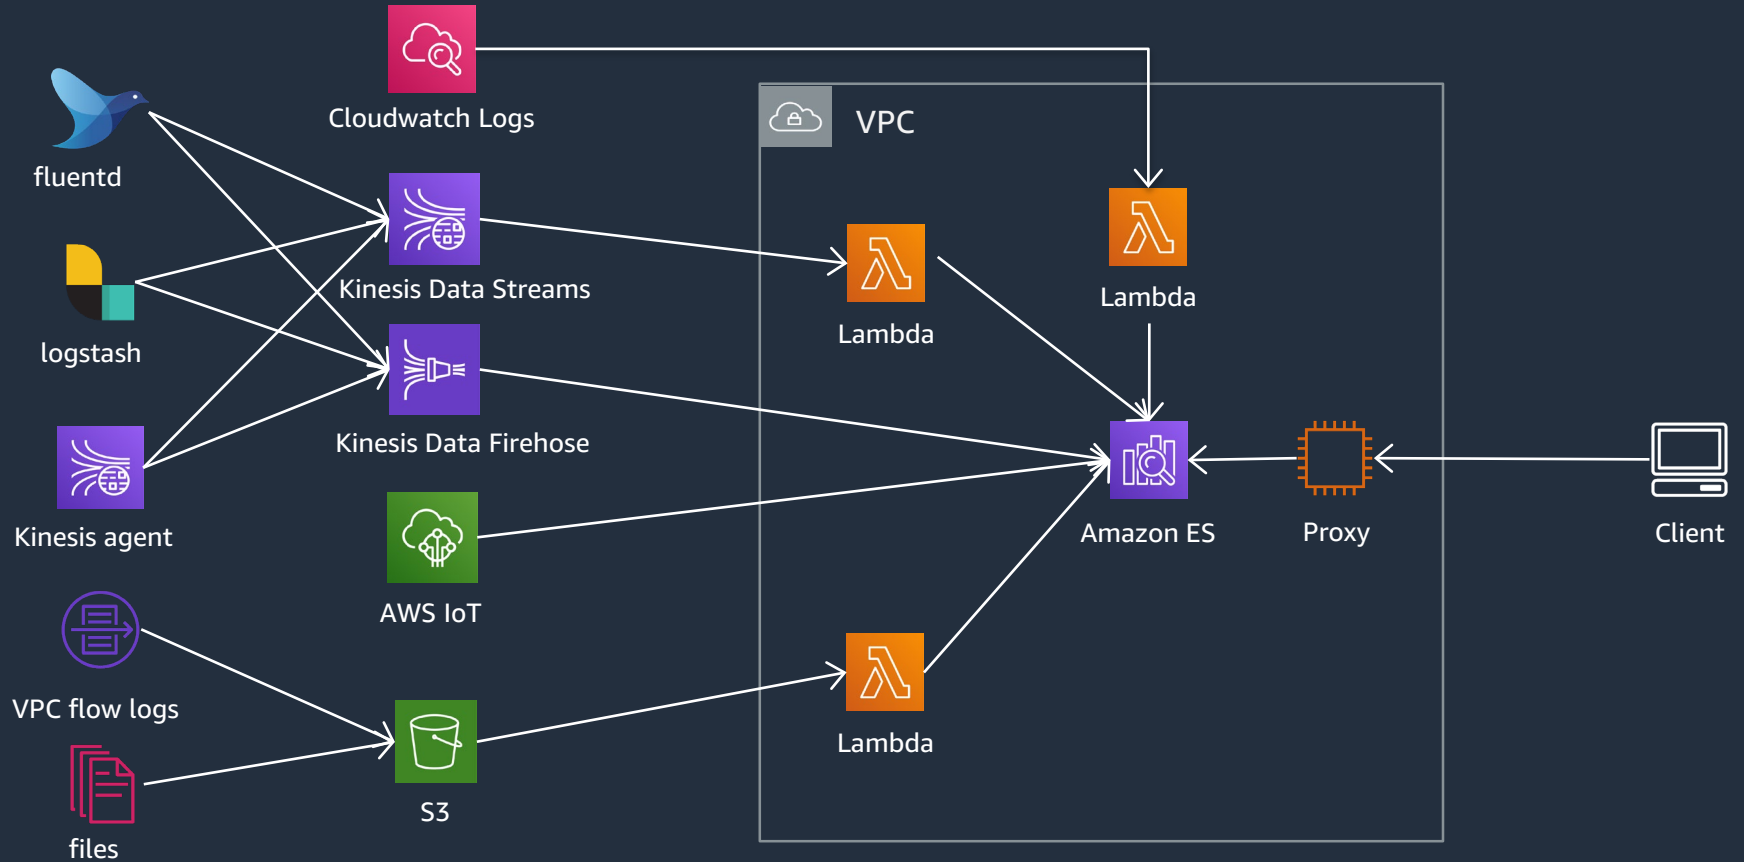 Cloudwatch Logs
VPC
fluentd
Kinesis Data Streams
Lambda
Lambda
logstash
Kinesis Data Firehose
Kinesis agent
Amazon ES
Proxy
Client
AWS IoT
VPC flow logs
Lambda
S3
files